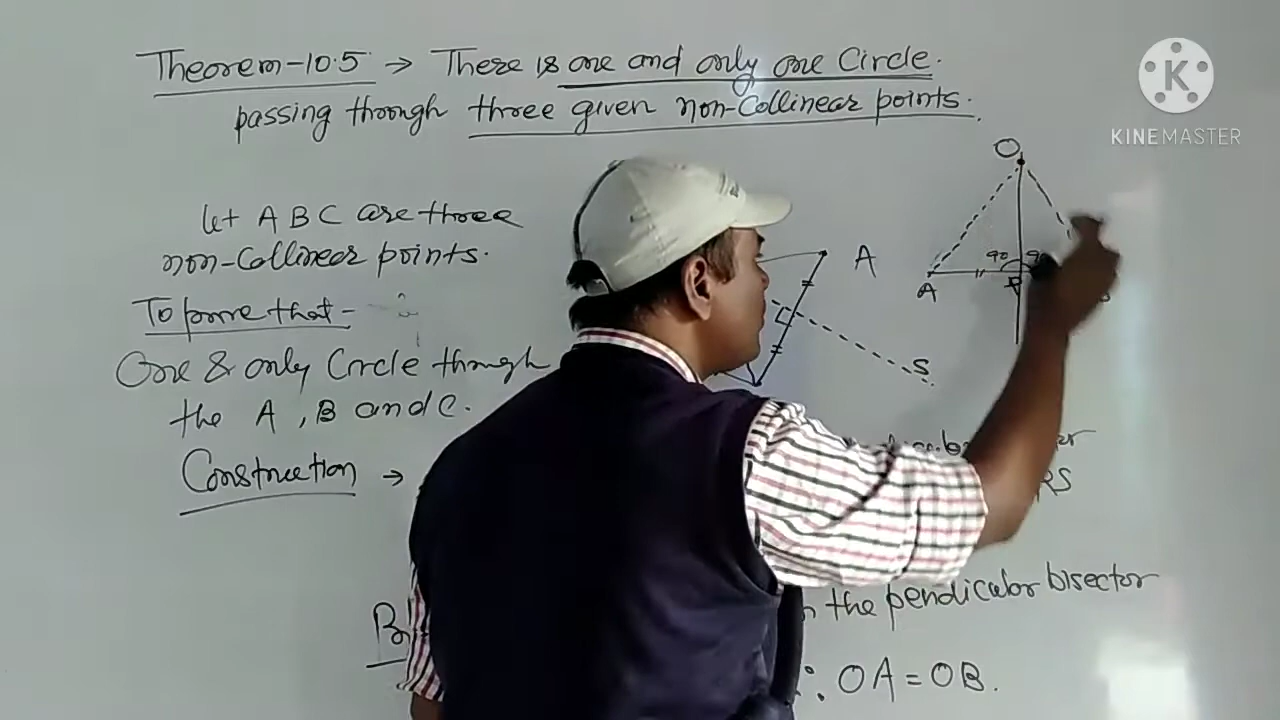 Theorem-10.5 → There is one and only one Circle.
passing through three given non-Collinear points.
K
KINEMASTER
O
let A B C are three
non-Collinear points.
A
90
A
P
To prove that -
One & only Circle through
the A, B and C.
S
Construction →
RS
the pendicular bisector
∴ OA = OB.